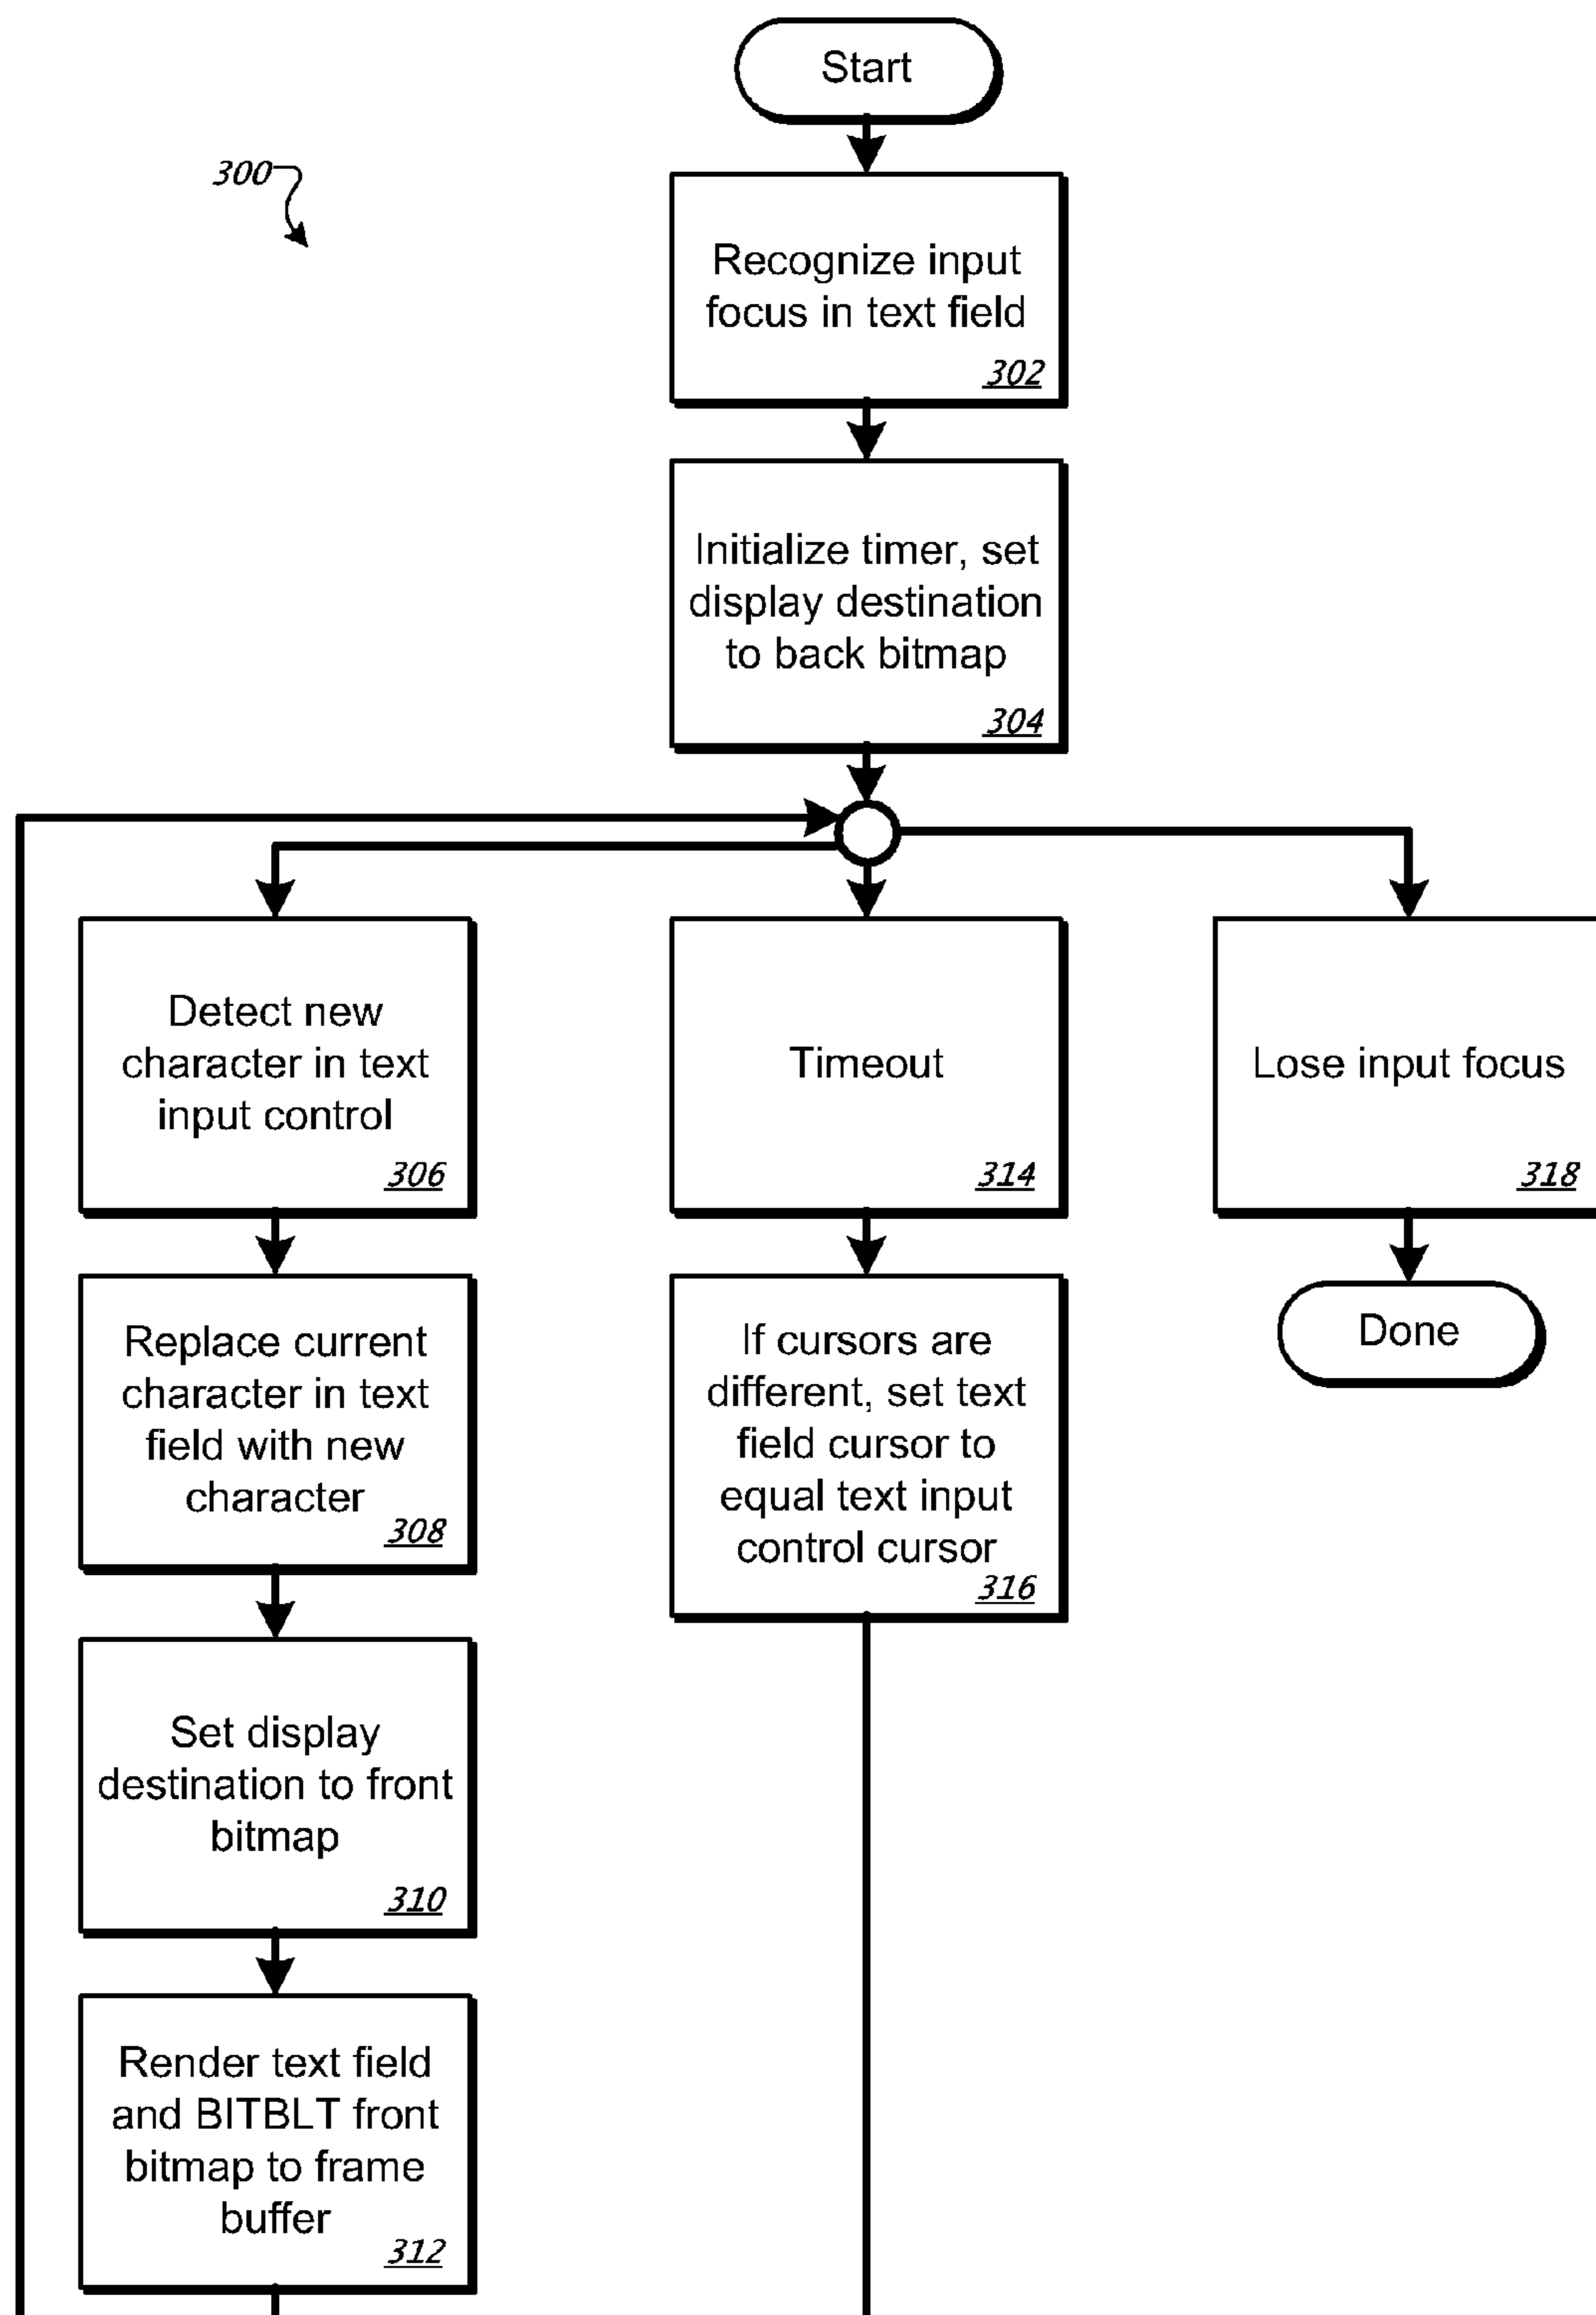 Start
300
Recognize input
focus in text field
302
Initialize timer, set
display destination
to back bitmap
304
Detect new
character in text
input control
306
Timeout
314
Lose input focus
318
Replace current
character in text
field with new
character
308
If cursors are
different, set text
field cursor to
equal text input
control cursor
316
Done
Set display
destination to front
bitmap
310
Render text field
and BITBLT front
bitmap to frame
buffer
312